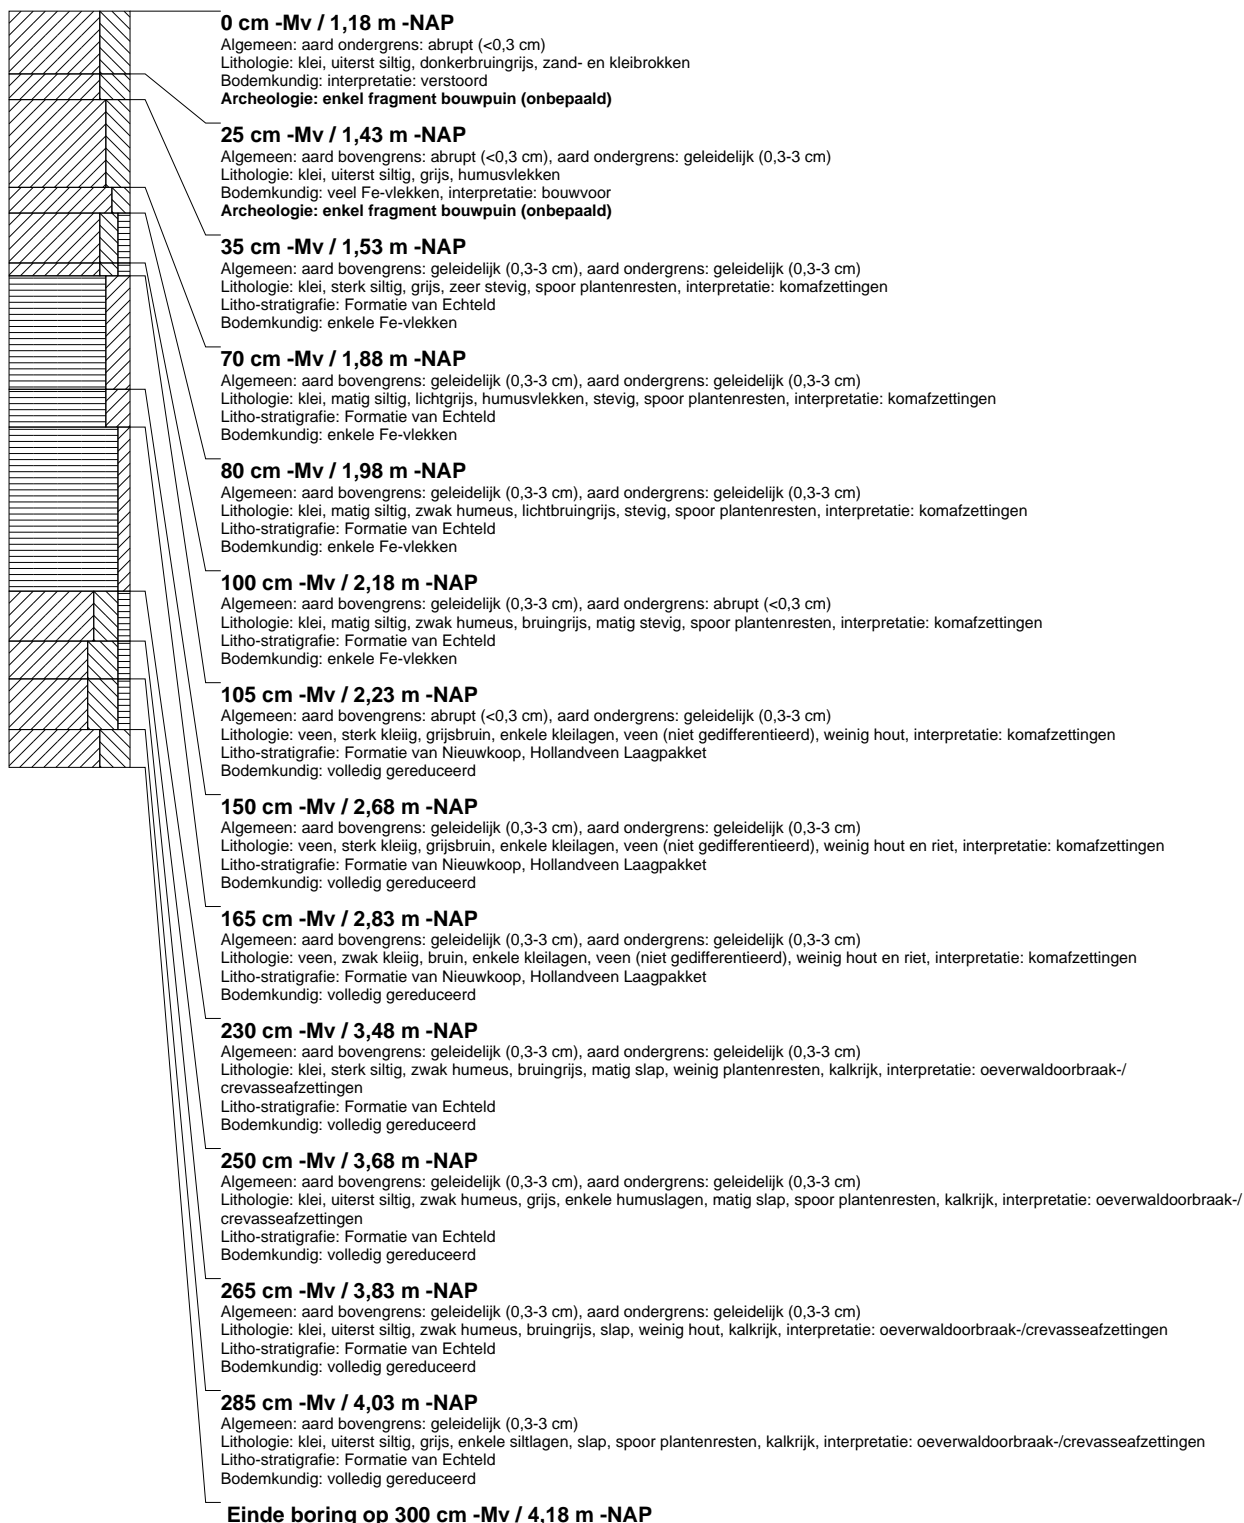 0 cm -Mv / 1,18 m -NAP
Algemeen: aard ondergrens: abrupt (<0,3 cm)
Lithologie: klei, uiterst siltig, donkerbruingrijs, zand- en kleibrokken
Bodemkundig: interpretatie: verstoord
Archeologie: enkel fragment bouwpuin (onbepaald)
25 cm -Mv / 1,43 m -NAP
Algemeen: aard bovengrens: abrupt (<0,3 cm), aard ondergrens: geleidelijk (0,3-3 cm)
Lithologie: klei, uiterst siltig, grijs, humusvlekken
Bodemkundig: veel Fe-vlekken, interpretatie: bouwvoor
Archeologie: enkel fragment bouwpuin (onbepaald)
35 cm -Mv / 1,53 m -NAP
Algemeen: aard bovengrens: geleidelijk (0,3-3 cm), aard ondergrens: geleidelijk (0,3-3 cm)
Lithologie: klei, sterk siltig, grijs, zeer stevig, spoor plantenresten, interpretatie: komafzettingen
Litho-stratigrafie: Formatie van Echteld
Bodemkundig: enkele Fe-vlekken
70 cm -Mv / 1,88 m -NAP
Algemeen: aard bovengrens: geleidelijk (0,3-3 cm), aard ondergrens: geleidelijk (0,3-3 cm)
Lithologie: klei, matig siltig, lichtgrijs, humusvlekken, stevig, spoor plantenresten, interpretatie: komafzettingen
Litho-stratigrafie: Formatie van Echteld
Bodemkundig: enkele Fe-vlekken
80 cm -Mv / 1,98 m -NAP
Algemeen: aard bovengrens: geleidelijk (0,3-3 cm), aard ondergrens: geleidelijk (0,3-3 cm)
Lithologie: klei, matig siltig, zwak humeus, lichtbruingrijs, stevig, spoor plantenresten, interpretatie: komafzettingen
Litho-stratigrafie: Formatie van Echteld
Bodemkundig: enkele Fe-vlekken
100 cm -Mv / 2,18 m -NAP
Algemeen: aard bovengrens: geleidelijk (0,3-3 cm), aard ondergrens: abrupt (<0,3 cm)
Lithologie: klei, matig siltig, zwak humeus, bruingrijs, matig stevig, spoor plantenresten, interpretatie: komafzettingen
Litho-stratigrafie: Formatie van Echteld
Bodemkundig: enkele Fe-vlekken
105 cm -Mv / 2,23 m -NAP
Algemeen: aard bovengrens: abrupt (<0,3 cm), aard ondergrens: geleidelijk (0,3-3 cm)
Lithologie: veen, sterk kleiig, grijsbruin, enkele kleilagen, veen (niet gedifferentieerd), weinig hout, interpretatie: komafzettingen
Litho-stratigrafie: Formatie van Nieuwkoop, Hollandveen Laagpakket
Bodemkundig: volledig gereduceerd
150 cm -Mv / 2,68 m -NAP
Algemeen: aard bovengrens: geleidelijk (0,3-3 cm), aard ondergrens: geleidelijk (0,3-3 cm)
Lithologie: veen, sterk kleiig, grijsbruin, enkele kleilagen, veen (niet gedifferentieerd), weinig hout en riet, interpretatie: komafzettingen
Litho-stratigrafie: Formatie van Nieuwkoop, Hollandveen Laagpakket
Bodemkundig: volledig gereduceerd
165 cm -Mv / 2,83 m -NAP
Algemeen: aard bovengrens: geleidelijk (0,3-3 cm), aard ondergrens: geleidelijk (0,3-3 cm)
Lithologie: veen, zwak kleiig, bruin, enkele kleilagen, veen (niet gedifferentieerd), weinig hout en riet, interpretatie: komafzettingen
Litho-stratigrafie: Formatie van Nieuwkoop, Hollandveen Laagpakket
Bodemkundig: volledig gereduceerd
230 cm -Mv / 3,48 m -NAP
Algemeen: aard bovengrens: geleidelijk (0,3-3 cm), aard ondergrens: geleidelijk (0,3-3 cm)
Lithologie: klei, sterk siltig, zwak humeus, bruingrijs, matig slap, weinig plantenresten, kalkrijk, interpretatie: oeverwaldoorbraak-/
crevasseafzettingen
Litho-stratigrafie: Formatie van Echteld
Bodemkundig: volledig gereduceerd
250 cm -Mv / 3,68 m -NAP
Algemeen: aard bovengrens: geleidelijk (0,3-3 cm), aard ondergrens: geleidelijk (0,3-3 cm)
Lithologie: klei, uiterst siltig, zwak humeus, grijs, enkele humuslagen, matig slap, spoor plantenresten, kalkrijk, interpretatie: oeverwaldoorbraak-/
crevasseafzettingen
Litho-stratigrafie: Formatie van Echteld
Bodemkundig: volledig gereduceerd
265 cm -Mv / 3,83 m -NAP
Algemeen: aard bovengrens: geleidelijk (0,3-3 cm), aard ondergrens: geleidelijk (0,3-3 cm)
Lithologie: klei, uiterst siltig, zwak humeus, bruingrijs, slap, weinig hout, kalkrijk, interpretatie: oeverwaldoorbraak-/crevasseafzettingen
Litho-stratigrafie: Formatie van Echteld
Bodemkundig: volledig gereduceerd
285 cm -Mv / 4,03 m -NAP
Algemeen: aard bovengrens: geleidelijk (0,3-3 cm)
Lithologie: klei, uiterst siltig, grijs, enkele siltlagen, slap, spoor plantenresten, kalkrijk, interpretatie: oeverwaldoorbraak-/crevasseafzettingen
Litho-stratigrafie: Formatie van Echteld
Bodemkundig: volledig gereduceerd
Einde boring op 300 cm -Mv / 4,18 m -NAP